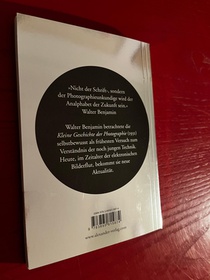 »Nicht der Schrift-, sondern
der Photographieunkundige wird der
Analphabet der Zukunft sein.«
Walter Benjamin
Walter Benjamin betrachtete die
Kleine Geschichte der Photographie (1931)
selbstbewusst als frühesten Versuch zum
Verständnis der noch jungen Technik.
Heute, im Zeitalter der elektronischen
Bilderflut, bekommt sie neue
Aktualität.
www.alexander-verlag.com